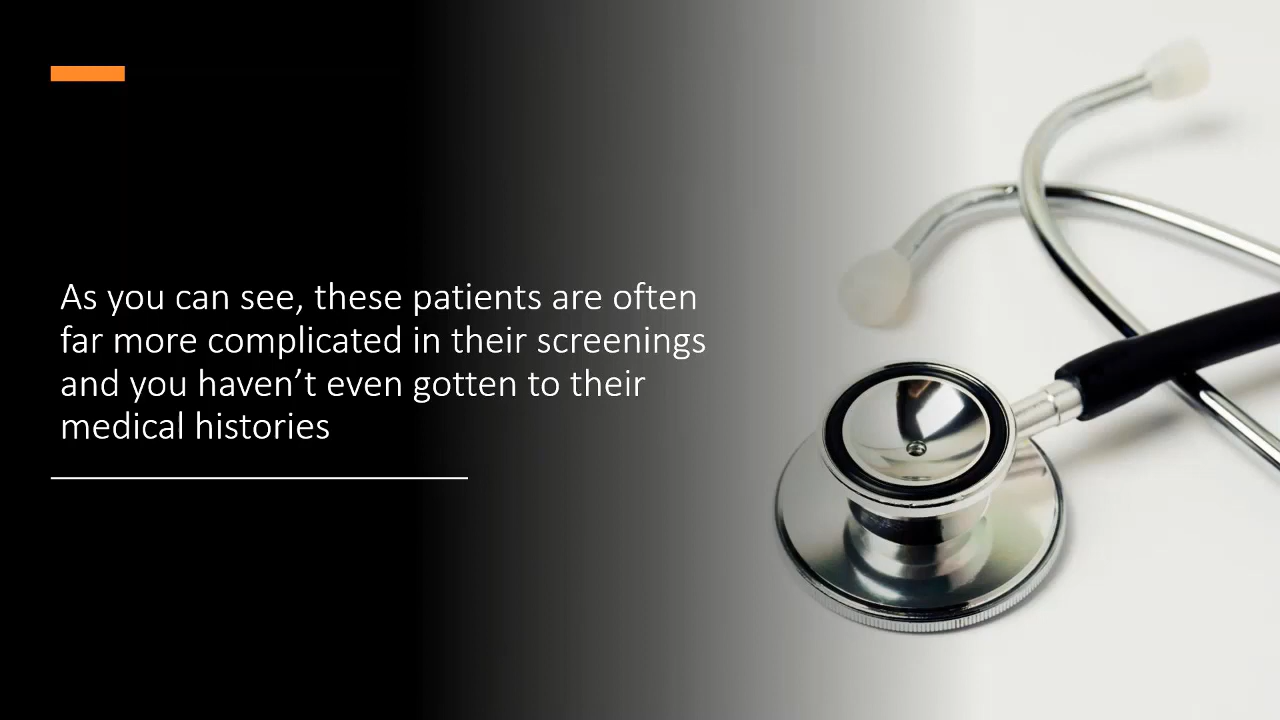 As you can see, these patients are often
far more complicated in their screenings
and you haven’t even gotten to their
medical histories